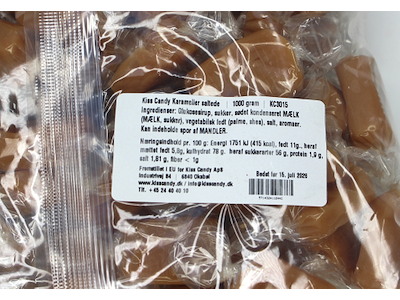 Kiss Candy Karameller saltede | 1000 gram | KC3015
Ingredienser: Glukosesirup, sukker, sødet kondenseret MÆLK
(MÆLK, sukker), vegetabilsk fedt (palme, shea), salt, aromaer.
Kan indeholde spor af MANDLER.
Næringsindhold pr. 100 g: Energi 1751 kJ (415 kcal), fedt 11g., heraf
mættet fedt 5,8g, kulhydrat 78 g. heraf sukkerarter 56 g, protein 1,9 g,
salt 1,81 g, fiber < 1g
Fremstillet i EU for Kiss Candy ApS
Industrivej 84 | 6840 Oksbøl
www.kisscandy.dk / info@kisscandy.dk
Tlf. +45 24 40 40 10
Bedst før 15. juli 2025